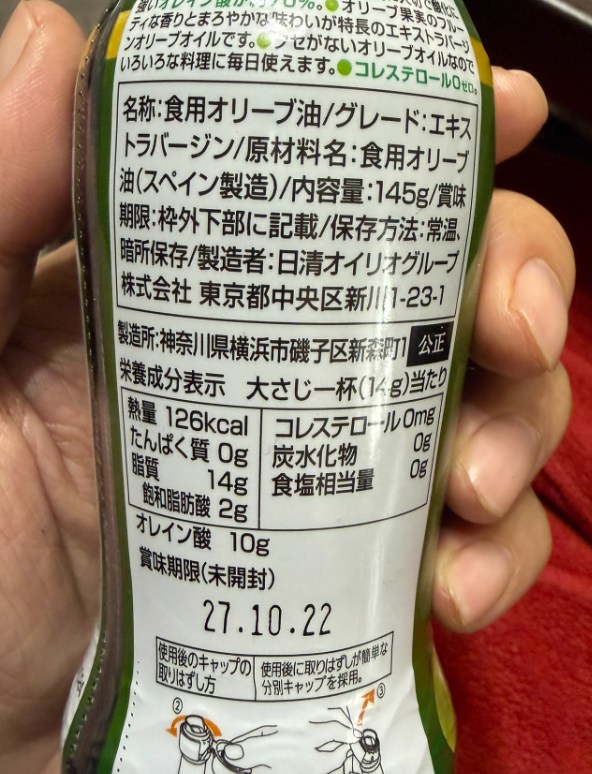 オレイン酸が約70%。● オリーブ果実のフルー
ティな香りとまろやかな味わいが特長のエキストラバージ
ンオリーブオイルです。● クセがないオリーブオイルなので
いろいろな料理に毎日使えます。●コレステロール0ゼロ。
名称:食用オリーブ油/グレード:エキス
トラバージン/原材料名:食用オリーブ
油(スペイン製造)/内容量:145g/賞味
期限:枠外下部に記載/保存方法:常温、
暗所保存/製造者:日清オイリオグループ
株式会社 東京都中央区新川1-23-1
製造所:神奈川県横浜市磯子区新森町1 公正
栄養成分表示 大さじ一杯(14g)当たり
熱量 126kcal
たんぱく質 0g
脂質 14g
飽和脂肪酸 2g
コレステロール 0mg
炭水化物 0g
食塩相当量 0g
オレイン酸 10g
賞味期限(未開封)
27.10.22
使用後のキャップの
取りはずし方
使用後に取りはずしが簡単な
分別キャップを採用。
②
③